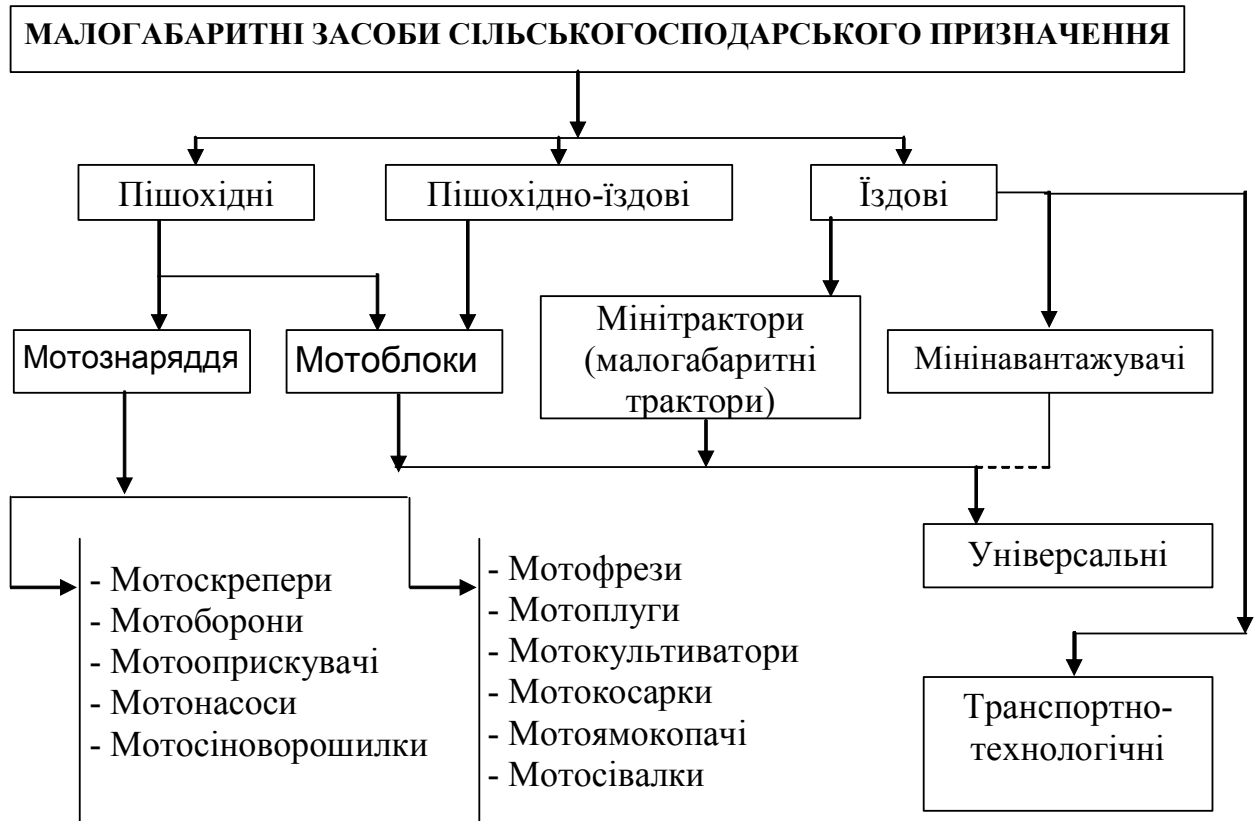 МАЛОГАБАРИТНІ ЗАСОБИ СІЛЬСЬКОГОСПОДАРСЬКОГО ПРИЗНАЧЕННЯ
Пішохідні
Пішохідно-їздові
Їздові
Мотознаряддя
Мотоблоки
Мінітрактори
(малогабаритні
трактори)
Мінінавантажувачі
Універсальні
Транспортно-
технологічні
- Мотоскрепери
- Мотоборони
- Мотооприскувачі
- Мотонасоси
- Мотосіноворошилки
- Мотофрези
- Мотоплуги
- Мотокультиватори
- Мотокосарки
- Мотоямокопачі
- Мотосівалки